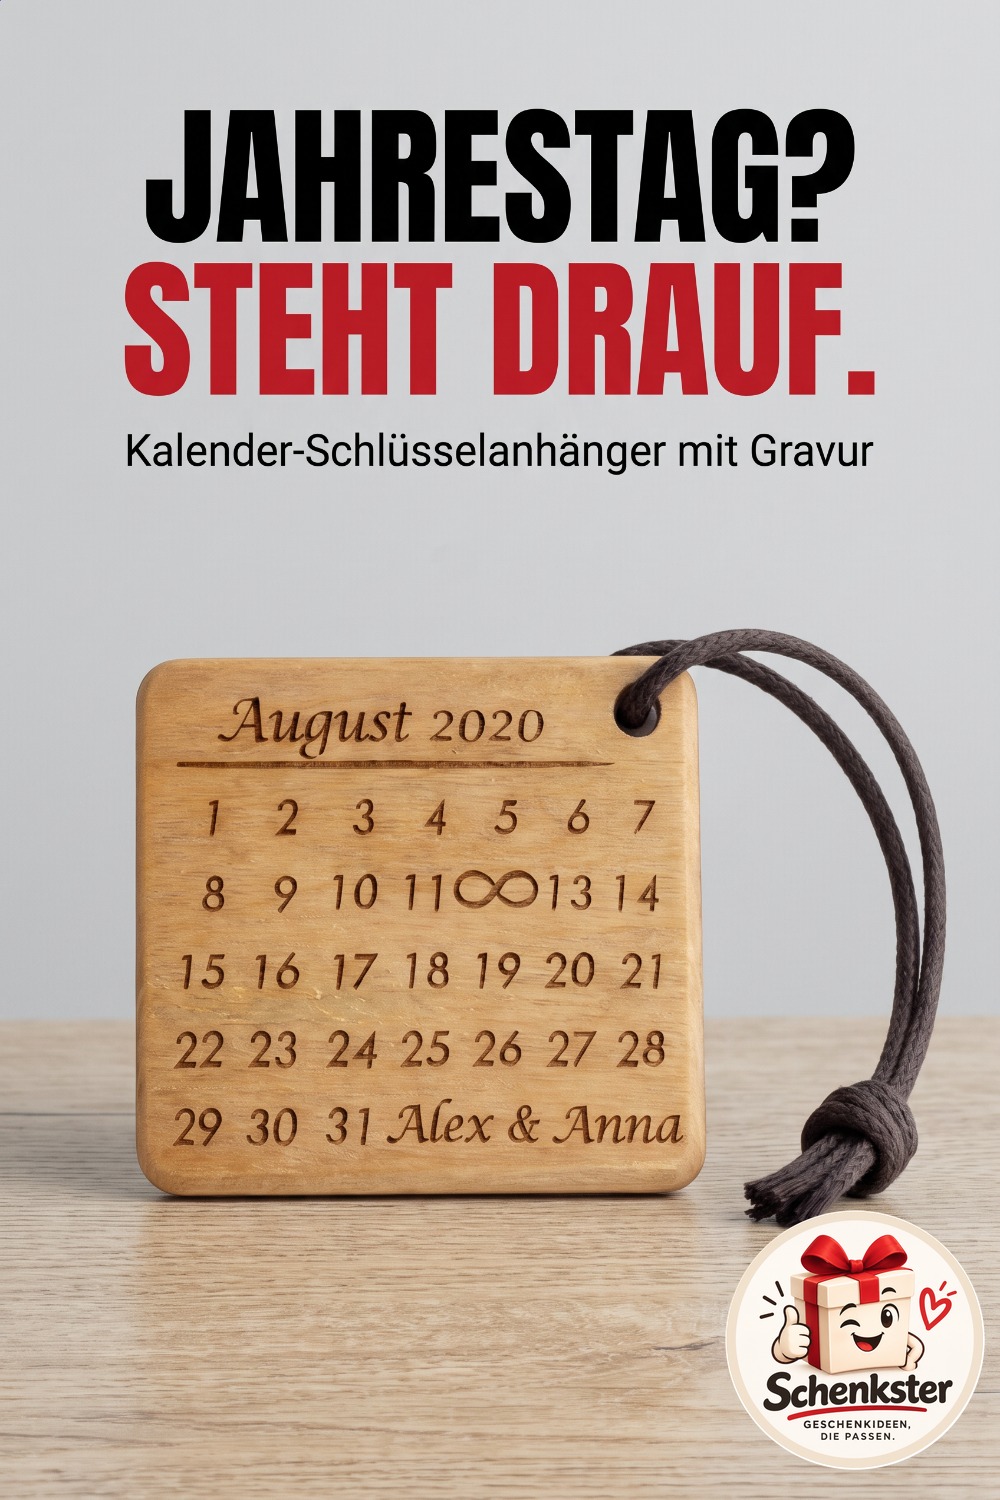 JAHRESTAG?
STEHT DRAUF.
Kalender-Schlüsselanhänger mit Gravur
August 2020
1 2 3 4 5 6 7
8 9 10 11 ∞ 13 14
15 16 17 18 19 20 21
22 23 24 25 26 27 28
29 30 31 Alex & Anna
Schenkster
GESCHENKIDEEN,
DIE PASSEN.